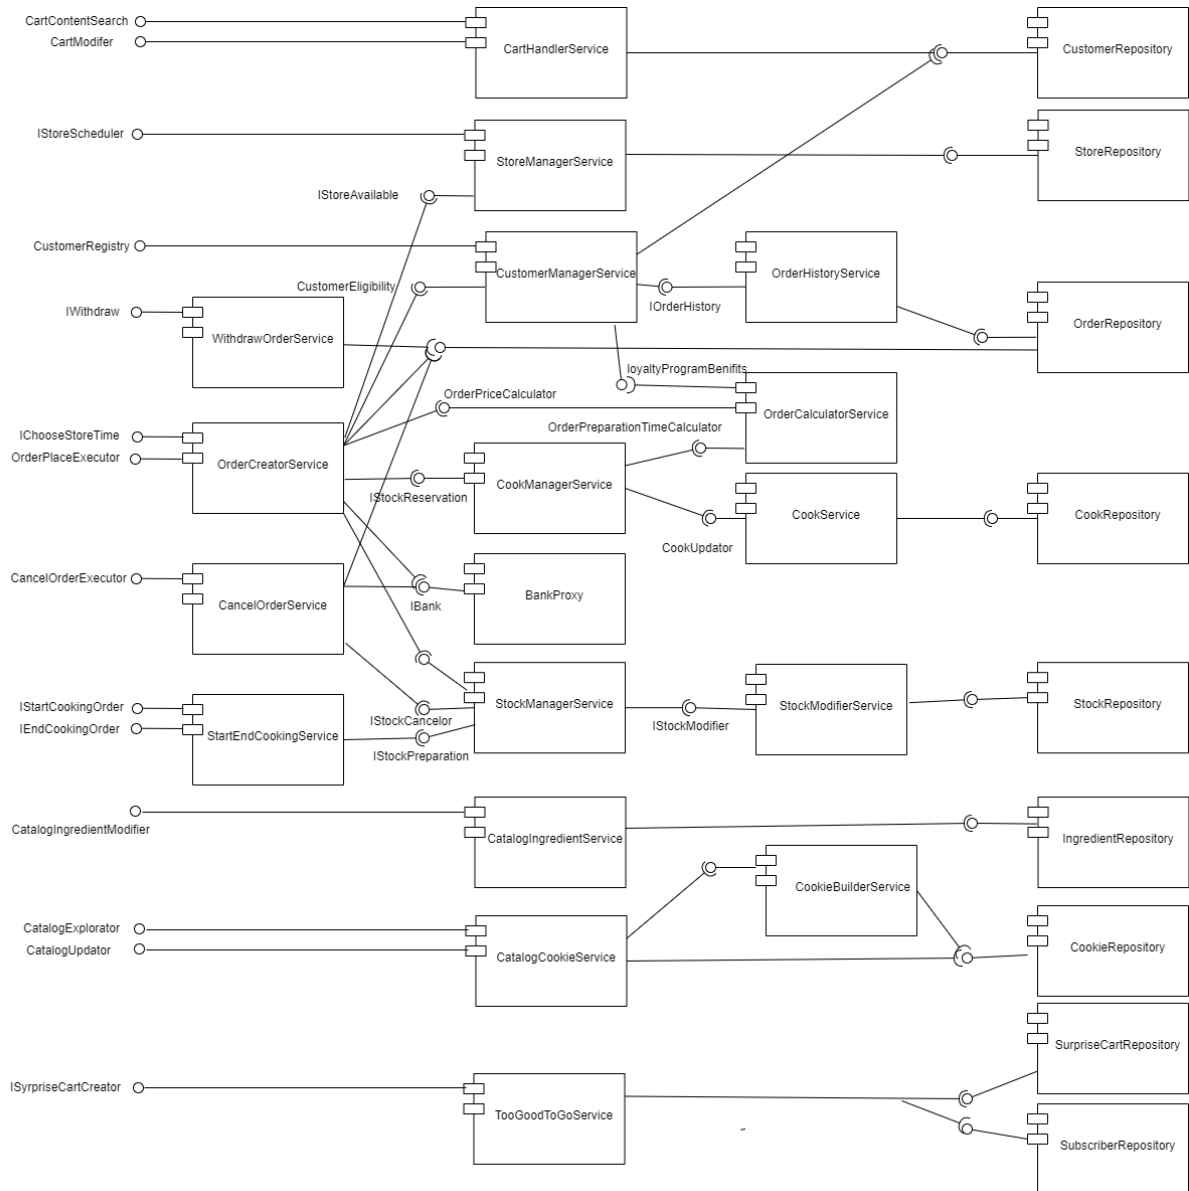 CartContentSearch
CartModifer
CartHandlerService
CustomerRepository
IStoreScheduler
StoreManagerService
StoreRepository
IStoreAvailable
CustomerRegistry
CustomerManagerService
OrderHistoryService
CustomerEligibility
IOrderHistory
IWithdraw
WithdrawOrderService
OrderRepository
loyaltyProgramBenifits
OrderPriceCalculator
OrderCalculatorService
OrderPreparationTimeCalculator
IChooseStoreTime
OrderPlaceExecutor
OrderCreatorService
IStockReservation
CookManagerService
CookService
CookRepository
CookUpdator
CancelOrderExecutor
CancelOrderService
IBank
BankProxy
IStartCookingOrder
IEndCookingOrder
StartEndCookingService
IStockCancelor
IStockPreparation
StockManagerService
IStockModifier
StockModifierService
StockRepository
CatalogIngredientModifier
CatalogIngredientService
IngredientRepository
CookieBuilderService
CatalogExplorator
CatalogUpdator
CatalogCookieService
CookieRepository
SurpriseCartRepository
ISyrpriseCartCreator
TooGoodToGoService
SubscriberRepository